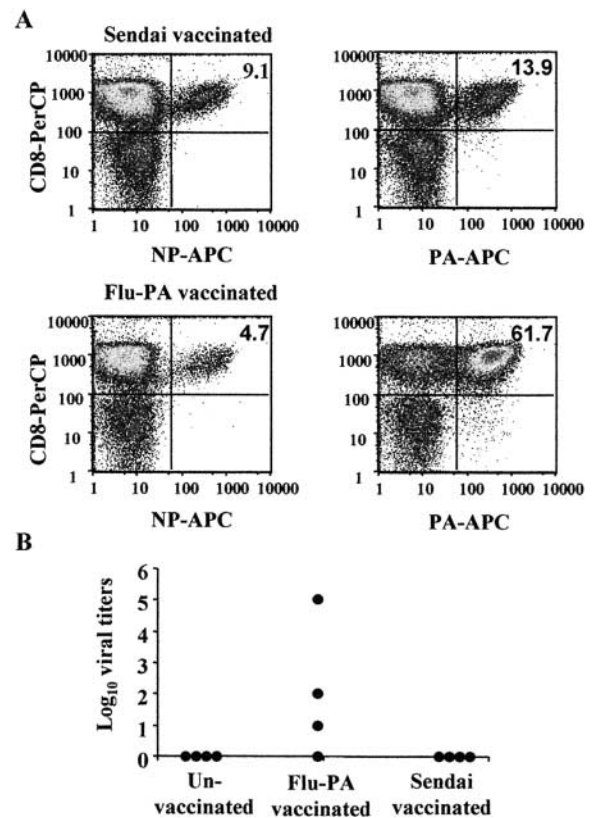 A
Sendai vaccinated
10000
1000
100
10
1
CD8-PerCP
9.1
1 10 100 1000 10000
NP-APC
10000
1000
100
10
1
13.9
1 10 100 1000 10000
PA-APC
Flu-PA vaccinated
10000
1000
100
10
1
CD8-PerCP
4.7
1 10 100 1000 10000
NP-APC
10000
1000
100
10
1
61.7
1 10 100 1000 10000
PA-APC
B
Log10 viral titers
6
5
4
3
2
1
0
Un-
vaccinated
Flu-PA
vaccinated
Sendai
vaccinated